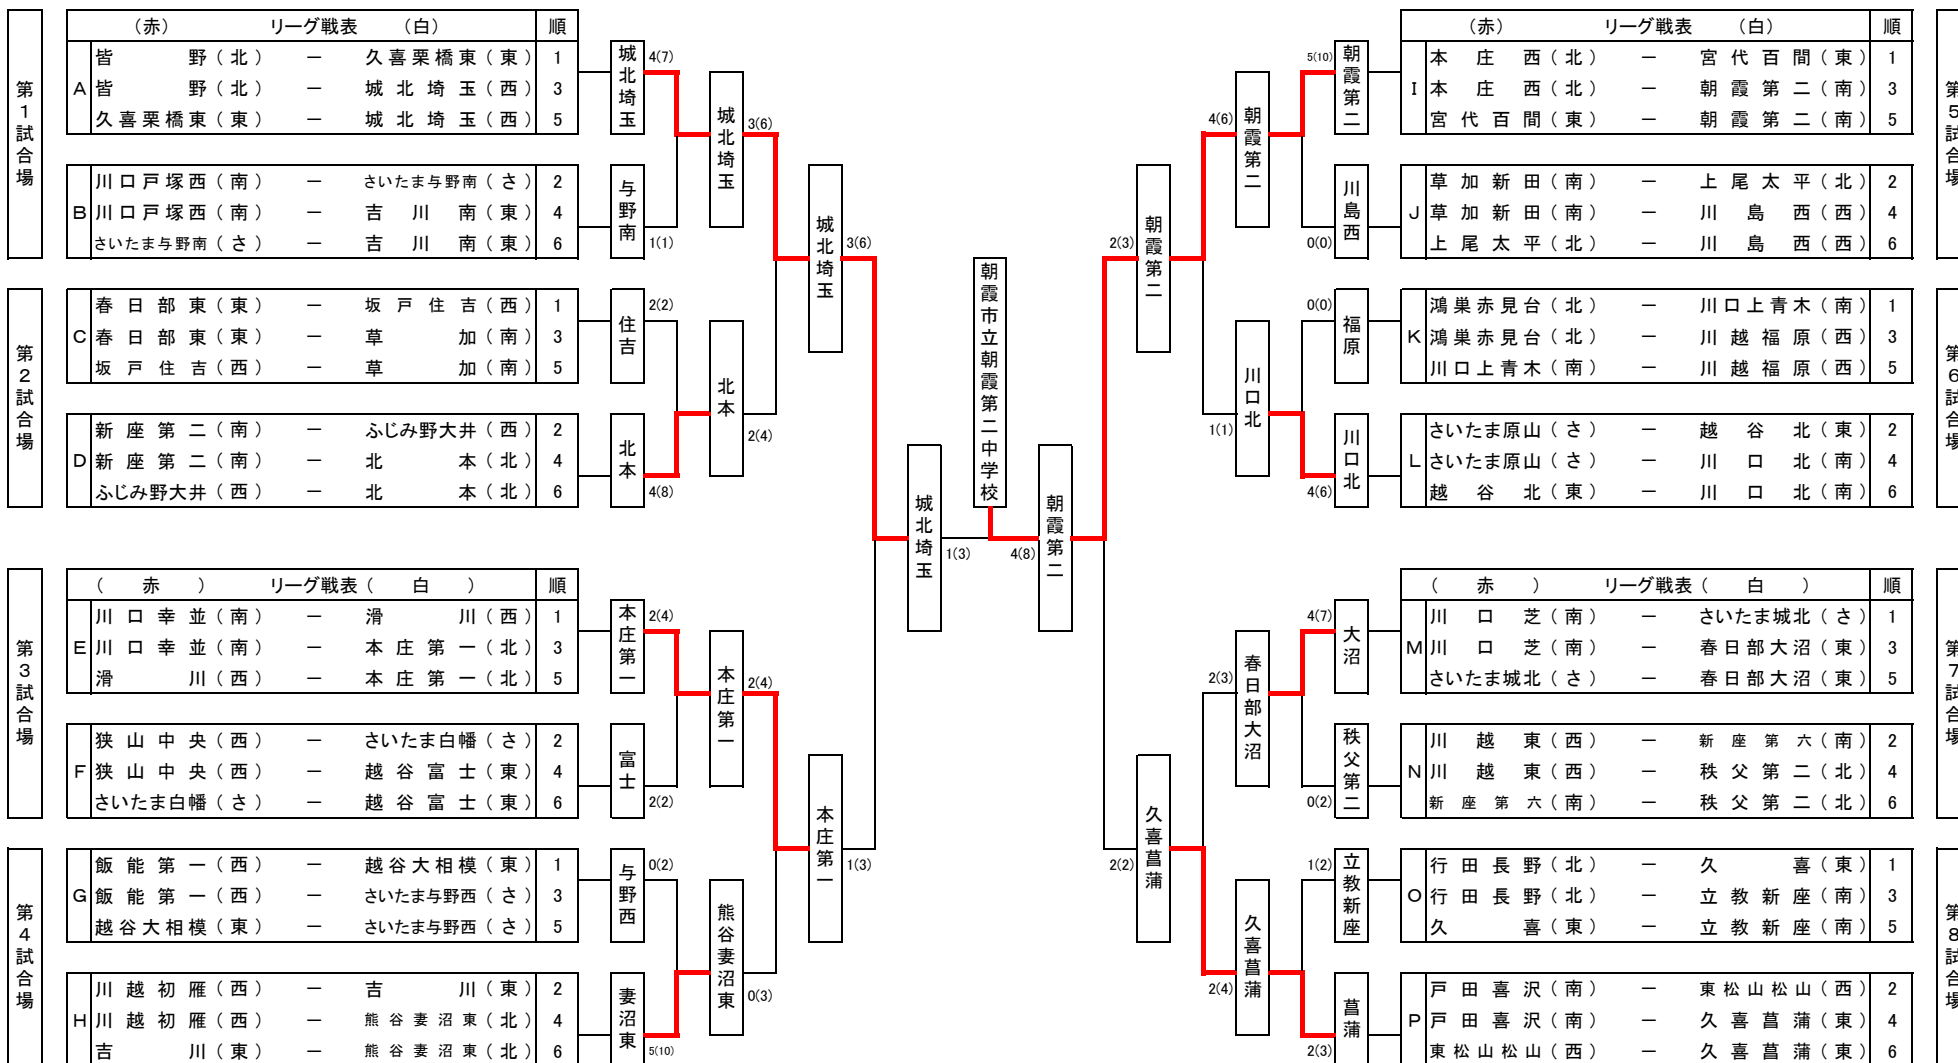 第1試合場
（赤） リーグ戦表 （白） 順
A
皆野（北） － 久喜栗橋東（東） 1
皆野（北） － 城北埼玉（西） 3
久喜栗橋東（東） － 城北埼玉（西） 5
B
川口戸塚西（南） － さいたま与野南（さ） 2
川口戸塚西（南） － 吉川南（東） 4
さいたま与野南（さ） － 吉川南（東） 6
第2試合場
C
春日部東（東） － 坂戸住吉（西） 1
春日部東（東） － 草加（南） 3
坂戸住吉（西） － 草加（南） 5
D
新座第二（南） － ふじみ野大井（西） 2
新座第二（南） － 北本（北） 4
ふじみ野大井（西） － 北本（北） 6
第3試合場
（赤） リーグ戦表（白） 順
E
川口幸並（南） － 滑川（西） 1
川口幸並（南） － 本庄第一（北） 3
滑川（西） － 本庄第一（北） 5
F
狭山中央（西） － さいたま白幡（さ） 2
狭山中央（西） － 越谷富士（東） 4
さいたま白幡（さ） － 越谷富士（東） 6
第4試合場
G
飯能第一（西） － 越谷大相模（東） 1
飯能第一（西） － さいたま与野西（さ） 3
越谷大相模（東） － さいたま与野西（さ） 5
H
川越初雁（西） － 吉川（東） 2
川越初雁（西） － 熊谷妻沼東（北） 4
吉川（東） － 熊谷妻沼東（北） 6
城北埼玉 4(7)
与野南 1(1)
住吉 2(2)
北本 4(8)
本庄第一 2(4)
富士 2(2)
与野西 0(2)
妻沼東 5(10)
城北埼玉 3(6)
北本 2(4)
本庄第一 2(4)
熊谷妻沼東 0(3)
城北埼玉 3(6)
本庄第一 1(3)
城北埼玉 1(3)
朝霞市立朝霞第二中学校
4(8) 朝霞第二
2(3) 朝霞第二
2(2) 久喜菖蒲
4(6) 朝霞第二
1(1) 川口北
2(3) 春日部大沼
2(4) 久喜菖蒲
5(10) 朝霞第二
0(0) 川島西
0(0) 福原
4(6) 川口北
4(7) 大沼
0(2) 秩父第二
1(2) 立教新座
2(3) 菖蒲
（赤） リーグ戦表 （白） 順
I
本庄西（北） － 宮代百間（東） 1
本庄西（北） － 朝霞第二（南） 3
宮代百間（東） － 朝霞第二（南） 5
J
草加新田（南） － 上尾太平（北） 2
草加新田（南） － 川島西（西） 4
上尾太平（北） － 川島西（西） 6
K
鴻巣赤見台（北） － 川口上青木（南） 1
鴻巣赤見台（北） － 川越福原（西） 3
川口上青木（南） － 川越福原（西） 5
L
さいたま原山（さ） － 越谷北（東） 2
さいたま原山（さ） － 川口北（南） 4
越谷北（東） － 川口北（南） 6
（赤） リーグ戦表（白） 順
M
川口芝（南） － さいたま城北（さ） 1
川口芝（南） － 春日部大沼（東） 3
さいたま城北（さ） － 春日部大沼（東） 5
N
川越東（西） － 新座第六（南） 2
川越東（西） － 秩父第二（北） 4
新座第六（南） － 秩父第二（北） 6
O
行田長野（北） － 久喜（東） 1
行田長野（北） － 立教新座（南） 3
久喜（東） － 立教新座（南） 5
P
戸田喜沢（南） － 東松山松山（西） 2
戸田喜沢（南） － 久喜菖蒲（東） 4
東松山松山（西） － 久喜菖蒲（東） 6
第5試合場
第6試合場
第7試合場
第8試合場